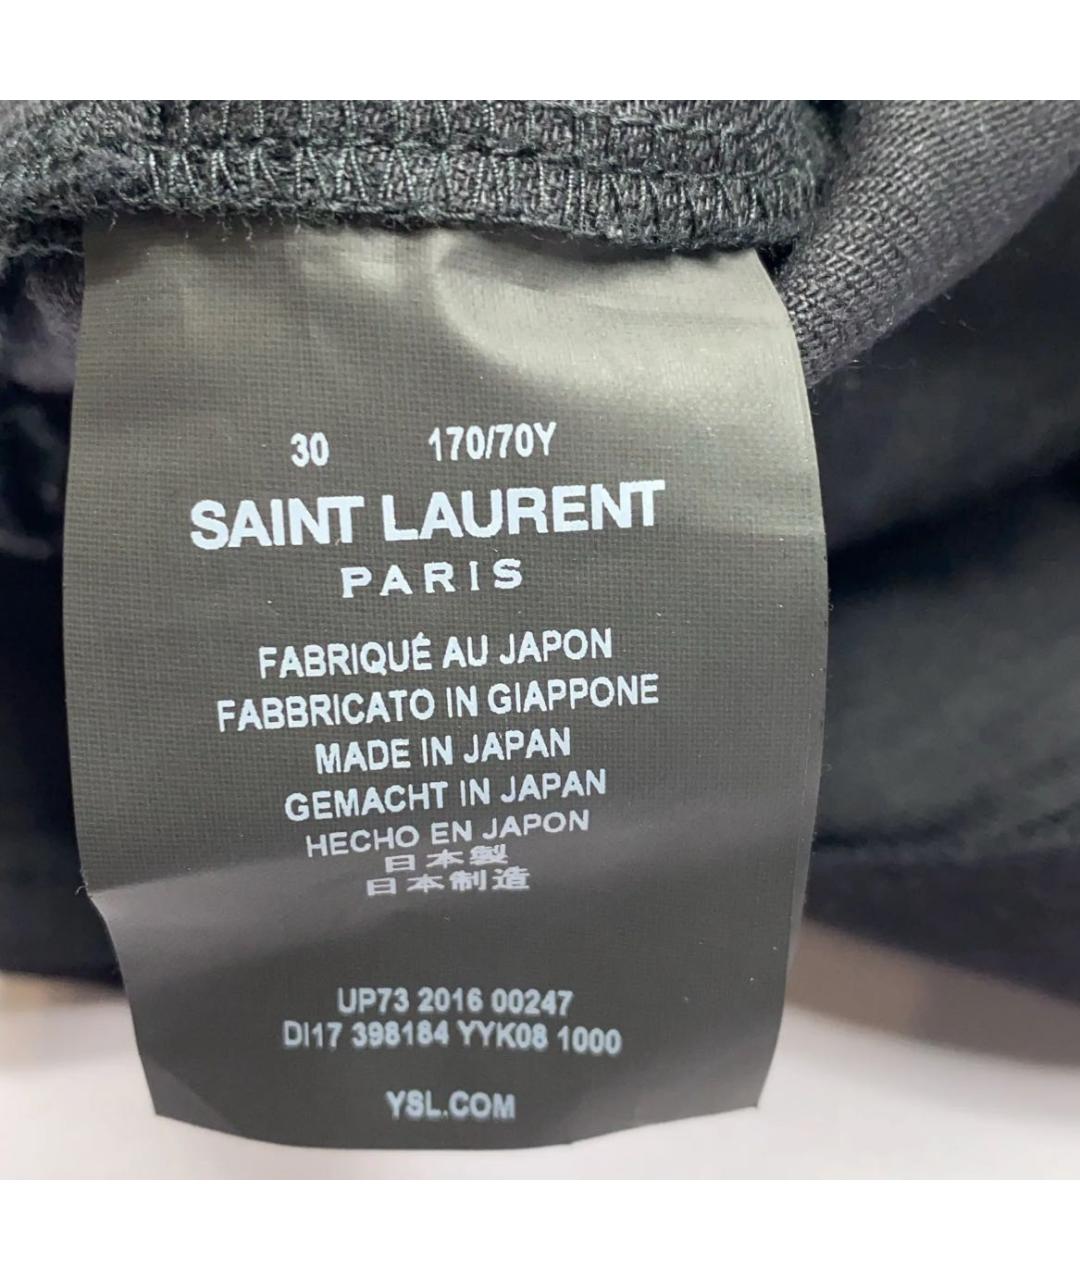 30 170/70Y
SAINT LAURENT
PARIS
FABRIQUÉ AU JAPON
FABBRICATO IN GIAPPONE
MADE IN JAPAN
GEMACHT IN JAPAN
HECHO EN JAPON
日本製
日本制造
UP73 2016 00247
DI17 398184 YYK08 1000
YSL.COM